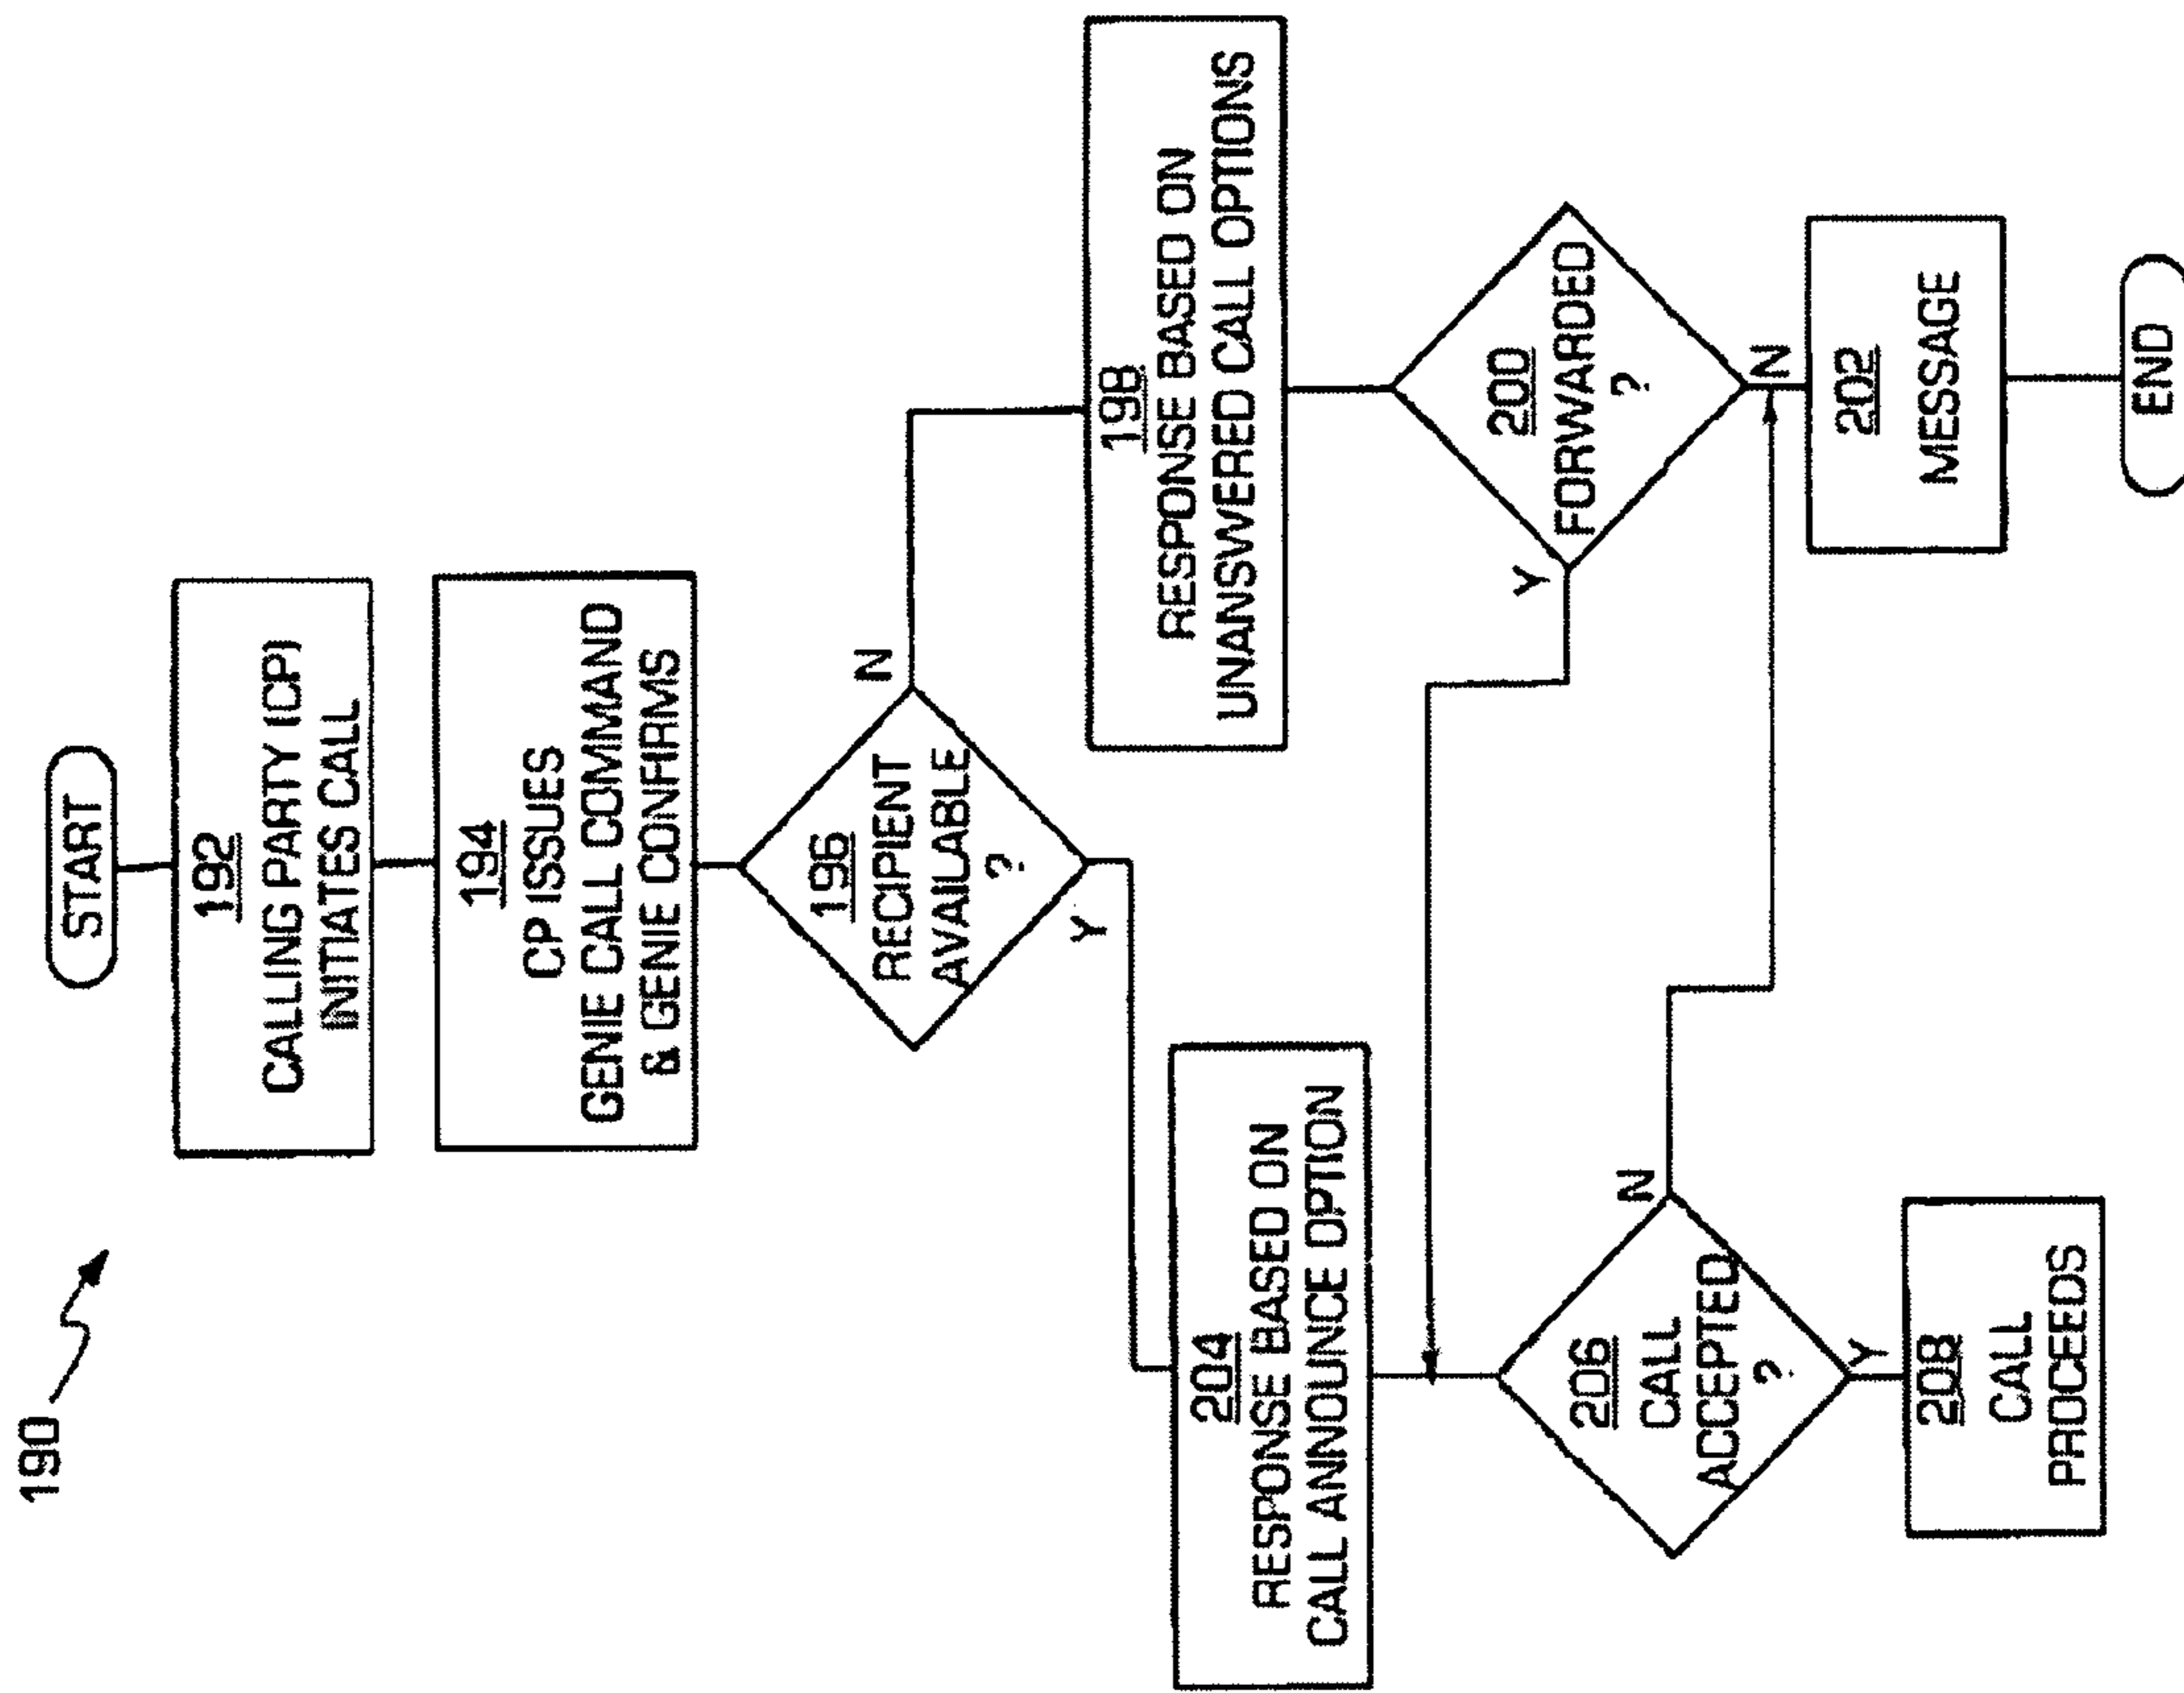 190
START
192
CALLING PARTY (CP)
INITIATES CALL
194
CP ISSUES
GENIE CALL COMMAND
& GENIE CONFIRMS
196
RECIPIENT
AVAILABLE
?
N
Y
198
RESPONSE BASED ON
UNANSWERED CALL OPTIONS
204
RESPONSE BASED ON
CALL ANNOUNCE OPTION
200
FORWARDED
?
Y
N
206
CALL
ACCEPTED
?
N
Y
202
MESSAGE
208
CALL
PROCEEDS
END